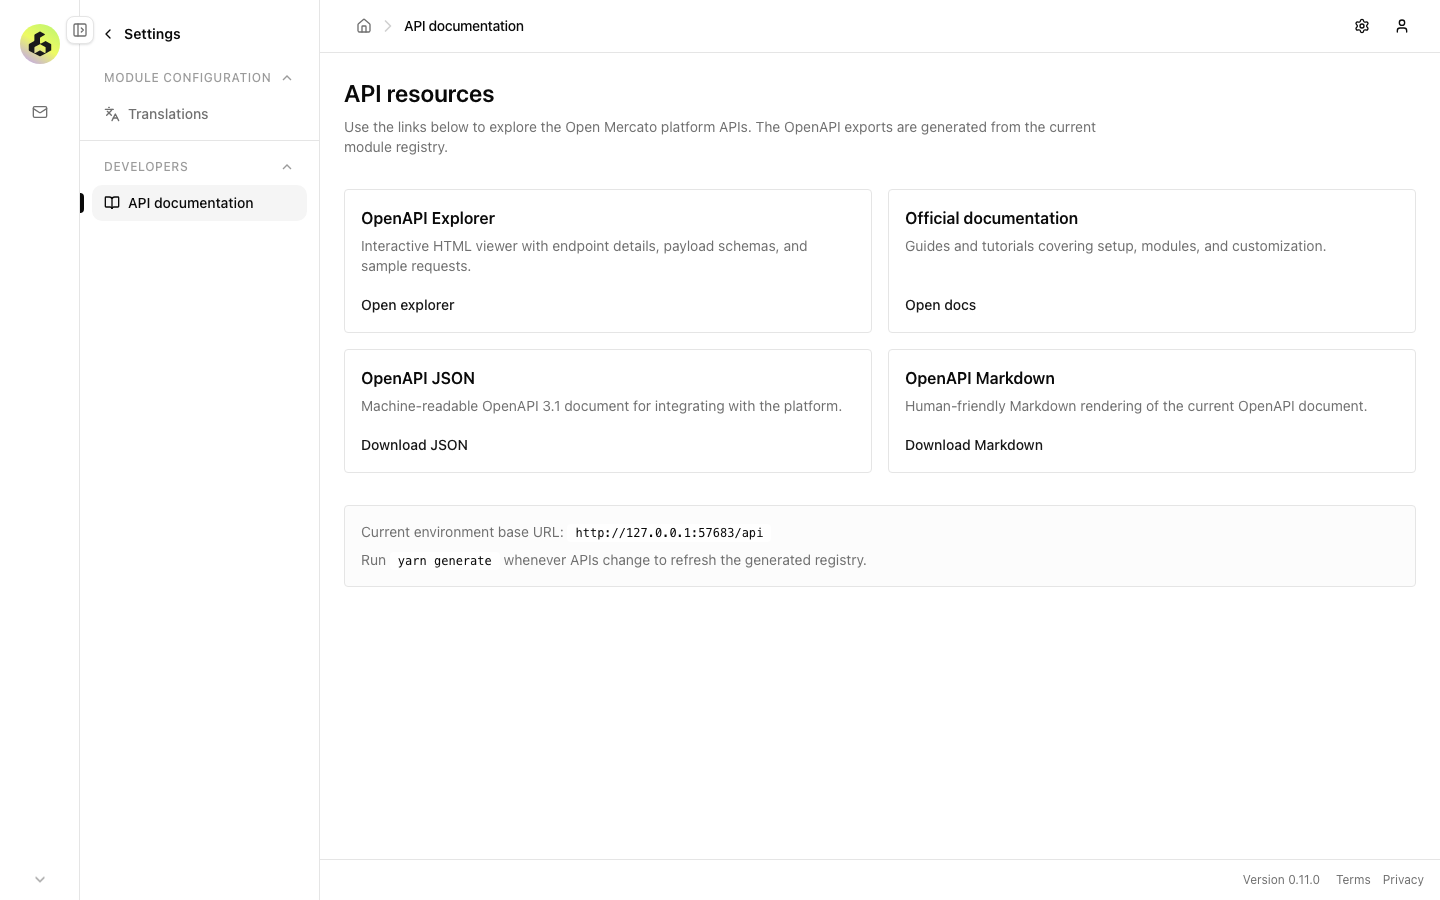 Settings
MODULE CONFIGURATION
Translations
DEVELOPERS
API documentation
API documentation
API resources
Use the links below to explore the Open Mercato platform APIs. The OpenAPI exports are generated from the current
module registry.
OpenAPI Explorer
Interactive HTML viewer with endpoint details, payload schemas, and
sample requests.
Open explorer
Official documentation
Guides and tutorials covering setup, modules, and customization.
Open docs
OpenAPI JSON
Machine-readable OpenAPI 3.1 document for integrating with the platform.
Download JSON
OpenAPI Markdown
Human-friendly Markdown rendering of the current OpenAPI document.
Download Markdown
Current environment base URL: http://127.0.0.1:57683/api
Run yarn generate whenever APIs change to refresh the generated registry.
Version 0.11.0 Terms Privacy